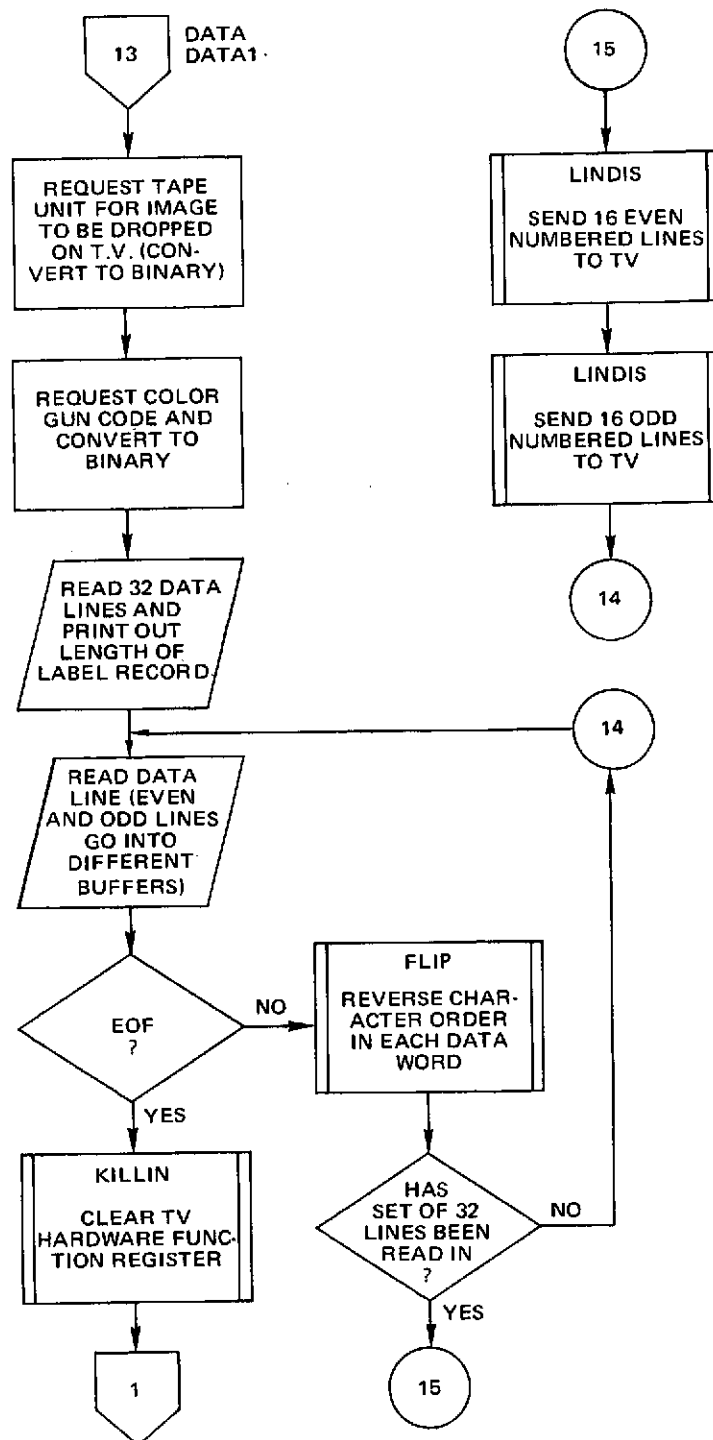 13
DATA
DATA1
REQUEST TAPE
UNIT FOR IMAGE
TO BE DROPPED
ON T.V. (CON-
VERT TO BINARY)
REQUEST COLOR
GUN CODE AND
CONVERT TO
BINARY
READ 32 DATA
LINES AND
PRINT OUT
LENGTH OF
LABEL RECORD
READ DATA
LINE (EVEN
AND ODD LINES
GO INTO
DIFFERENT
BUFFERS)
EOF
?
NO
YES
KILLIN
CLEAR TV
HARDWARE FUNC-
TION REGISTER
1
FLIP
REVERSE CHAR-
ACTER ORDER
IN EACH DATA
WORD
HAS
SET OF 32
LINES BEEN
READ IN
?
NO
YES
15
14
15
LINDIS
SEND 16 EVEN
NUMBERED LINES
TO TV
LINDIS
SEND 16 ODD
NUMBERED LINES
TO TV
14